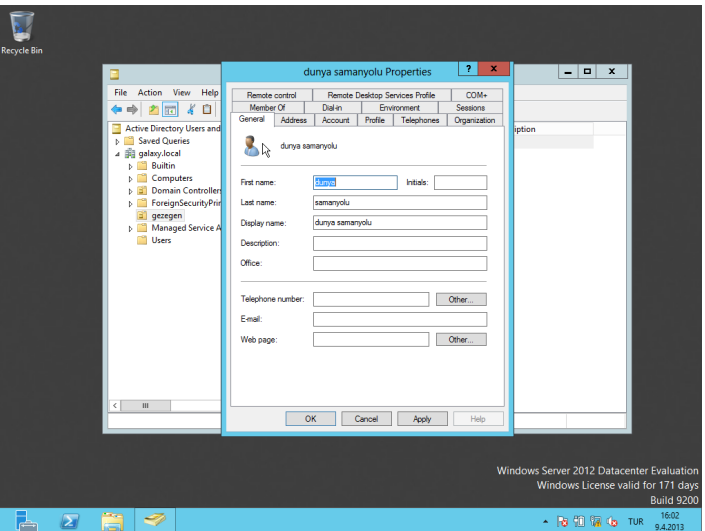 Recycle Bin
dunya samanyolu Properties
? x
File Action View Help
Active Directory Users and
Saved Queries
galaxy.local
Builtin
Computers
Domain Controller
ForeignSecurityPri
gezegen
Managed Service A
Users
ription
Remote control Remote Desktop Services Profile COM+
Member Of Dial-in Environment Sessions
General Address Account Profile Telephones Organization
dunya samanyolu
First name: dunya Initials:
Last name: samanyolu
Display name: dunya samanyolu
Description:
Office:
Telephone number: Other...
E-mail:
Web page: Other...
OK Cancel Apply Help
Windows Server 2012 Datacenter Evaluation
Windows License valid for 171 days
Build 9200
TUR 16:02
9.4.2013